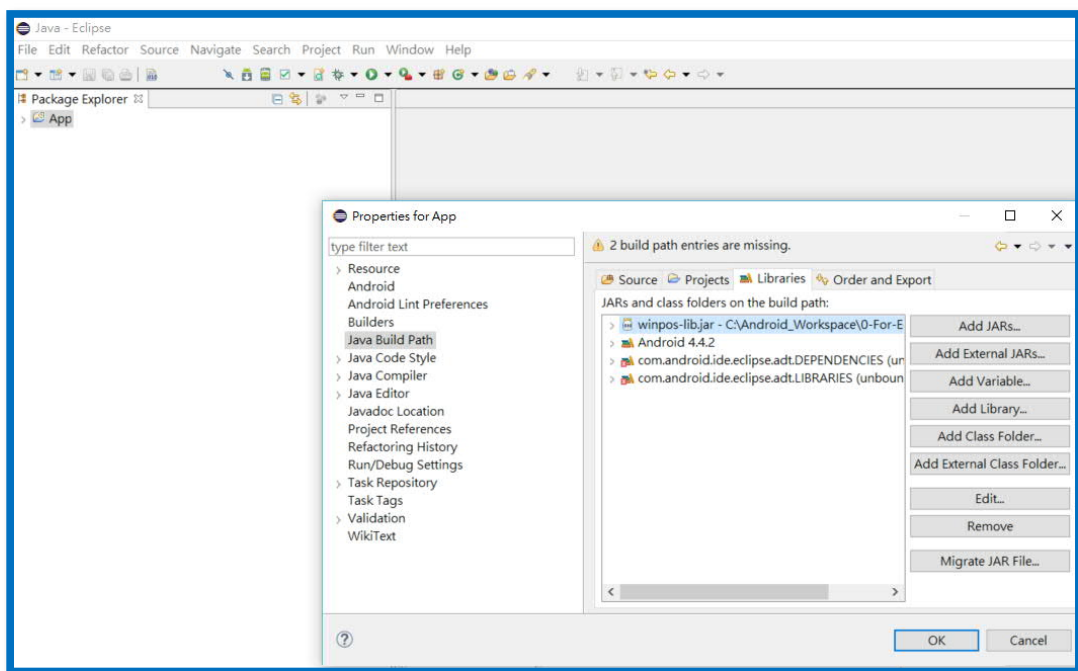 Java - Eclipse
File Edit Refactor Source Navigate Search Project Run Window Help
Package Explorer
App
Properties for App
type filter text
Resource
Android
Android Lint Preferences
Builders
Java Build Path
Java Code Style
Java Compiler
Java Editor
Javadoc Location
Project References
Refactoring History
Run/Debug Settings
Task Repository
Task Tags
Validation
WikiText
2 build path entries are missing.
Source Projects Libraries Order and Export
JARs and class folders on the build path:
winpos-lib.jar - C:\Android_Workspace\0-For-E
Android 4.4.2
com.android.ide.eclipse.adt.DEPENDENCIES (un
com.android.ide.eclipse.adt.LIBRARIES (unboun
Add JARs...
Add External JARs...
Add Variable...
Add Library...
Add Class Folder...
Add External Class Folder...
Edit...
Remove
Migrate JAR File...
OK Cancel